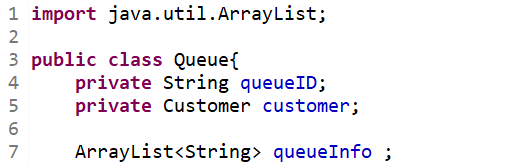 1 import java.util.ArrayList;
2
3 public class Queue{
4     private String queueID;
5     private Customer customer;
6
7     ArrayList<String> queueInfo ;